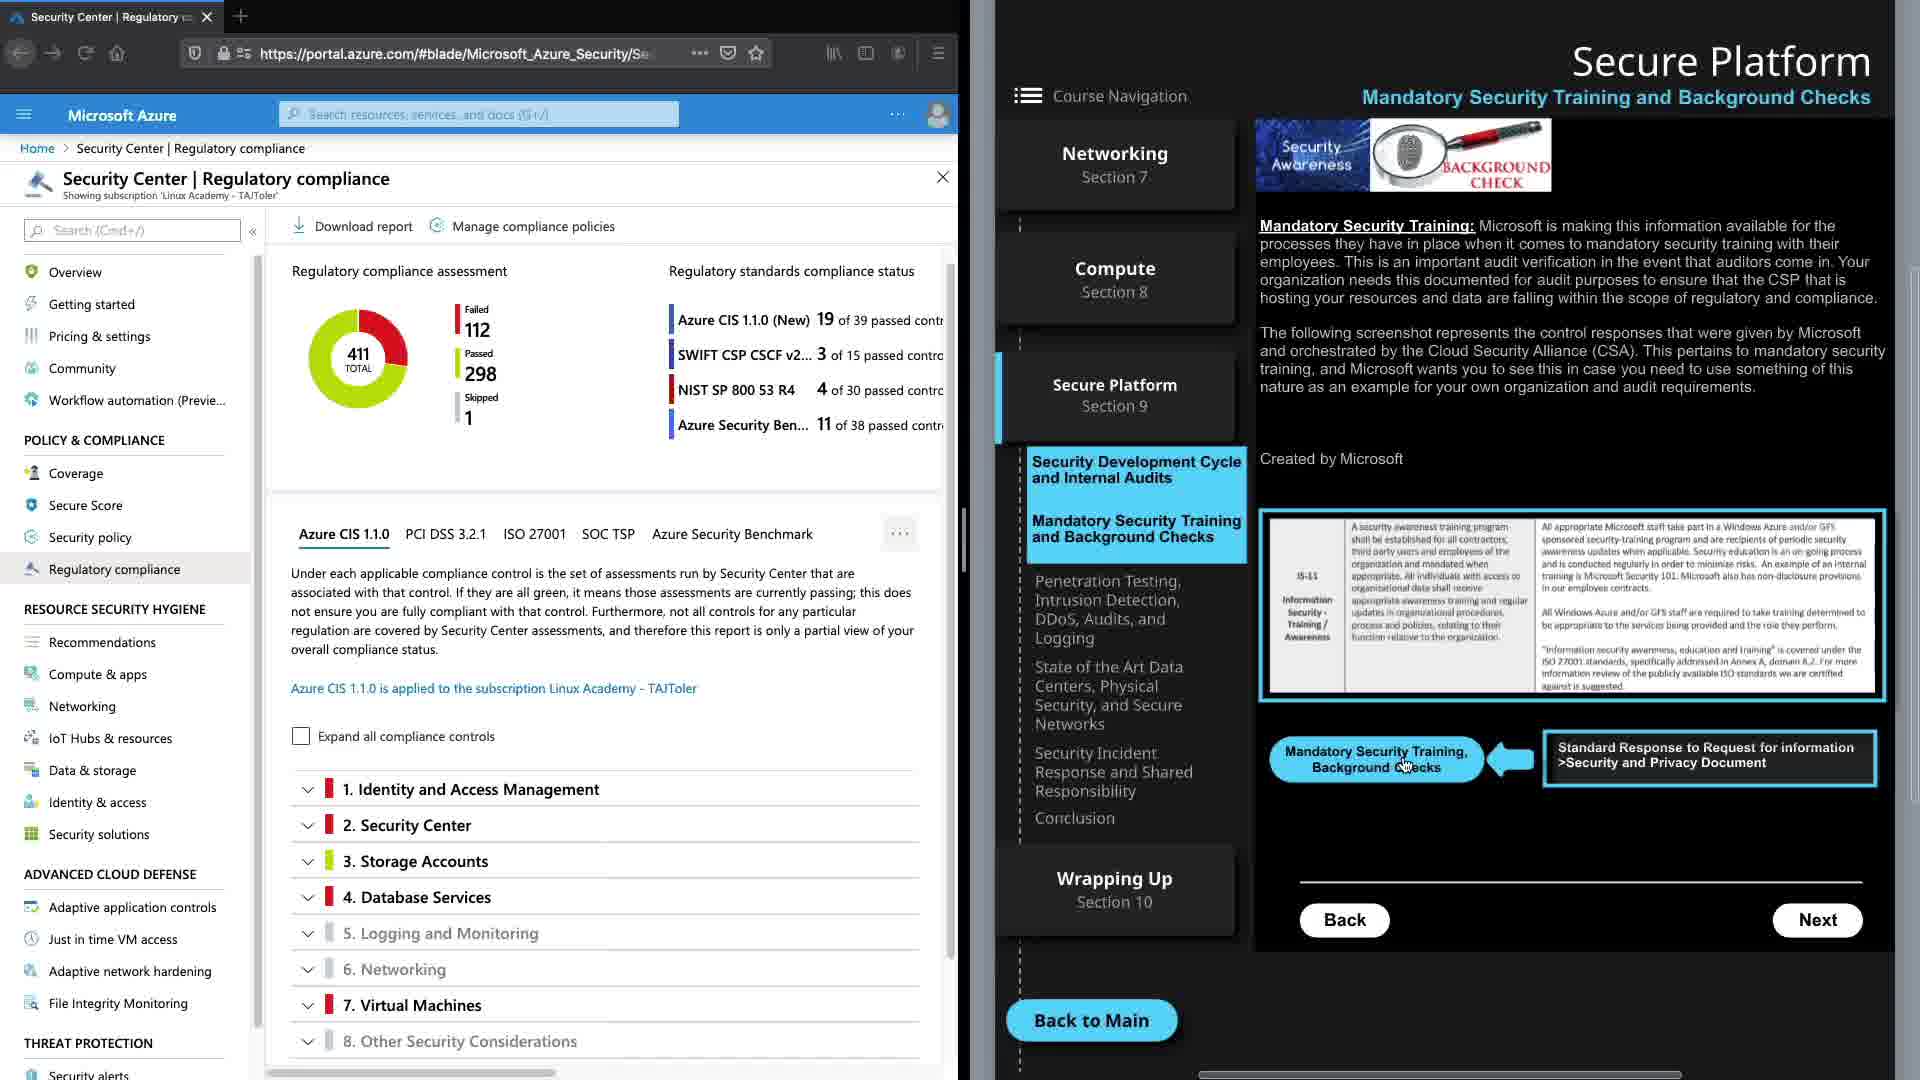 Security Center | Regulatory
https://portal.azure.com/#blade/Microsoft_Azure_Security/Se
Microsoft Azure
Search resources, services, and docs (G+/)
Home > Security Center | Regulatory compliance
Security Center | Regulatory compliance
Showing subscription 'Linux Academy - TAJToler'
Search (Cmd+/)
Overview
Getting started
Pricing & settings
Community
Workflow automation (Previe...
POLICY & COMPLIANCE
Coverage
Secure Score
Security policy
Regulatory compliance
RESOURCE SECURITY HYGIENE
Recommendations
Compute & apps
Networking
IoT Hubs & resources
Data & storage
Identity & access
Security solutions
ADVANCED CLOUD DEFENSE
Adaptive application controls
Just in time VM access
Adaptive network hardening
File Integrity Monitoring
THREAT PROTECTION
Security alerts
Download report
Manage compliance policies
Regulatory compliance assessment
411
TOTAL
Failed
112
Passed
298
Skipped
1
Regulatory standards compliance status
Azure CIS 1.1.0 (New) 19 of 39 passed contr
SWIFT CSP CSCF v2... 3 of 15 passed contro
NIST SP 800 53 R4 4 of 30 passed contro
Azure Security Ben... 11 of 38 passed contr
Azure CIS 1.1.0 PCI DSS 3.2.1 ISO 27001 SOC TSP Azure Security Benchmark
Under each applicable compliance control is the set of assessments run by Security Center that are
associated with that control. If they are all green, it means those assessments are currently passing; this does
not ensure you are fully compliant with that control. Furthermore, not all controls for any particular
regulation are covered by Security Center assessments, and therefore this report is only a partial view of your
overall compliance status.
Azure CIS 1.1.0 is applied to the subscription Linux Academy - TAJToler
Expand all compliance controls
1. Identity and Access Management
2. Security Center
3. Storage Accounts
4. Database Services
5. Logging and Monitoring
6. Networking
7. Virtual Machines
8. Other Security Considerations
Secure Platform
Mandatory Security Training and Background Checks
Course Navigation
Networking
Section 7
Compute
Section 8
Secure Platform
Section 9
Security Development Cycle
and Internal Audits
Mandatory Security Training
and Background Checks
Penetration Testing,
Intrusion Detection,
DDoS, Audits, and
Logging
State of the Art Data
Centers, Physical
Security, and Secure
Networks
Security Incident
Response and Shared
Responsibility
Conclusion
Wrapping Up
Section 10
Back to Main
Security
Awareness
BACKGROUND
CHECK
Mandatory Security Training: Microsoft is making this information available for the
processes they have in place when it comes to mandatory security training with their
employees. This is an important audit verification in the event that auditors come in. Your
organization needs this documented for audit purposes to ensure that the CSP that is
hosting your resources and data are falling within the scope of regulatory and compliance.
The following screenshot represents the control responses that were given by Microsoft
and orchestrated by the Cloud Security Alliance (CSA). This pertains to mandatory security
training, and Microsoft wants you to see this in case you need to use something of this
nature as an example for your own organization and audit requirements.
Created by Microsoft
IS-11
Information
Security -
Training /
Awareness
A security awareness training program
shall be established for all contractors,
third party users and employees of the
organization and mandated when
appropriate. All individuals with access to
organizational data shall receive
appropriate awareness training and regular
updates in organizational procedures,
process and policies, relating to their
function relative to the organization.
All appropriate Microsoft staff take part in a Windows Azure and/or GFS
sponsored security-training program and are recipients of periodic security
awareness updates when applicable. Security education is an on-going process
and is conducted regularly in order to minimize risks. An example of an internal
training is Microsoft Security 101. Microsoft also has non-disclosure provisions
in our employee contracts.
All Windows Azure and/or GFS staff are required to take training determined to
be appropriate to the services being provided and the role they perform.
"Information security awareness, education and training" is covered under the
ISO 27001 standards, specifically addressed in Annex A, domain 8.2. For more
information review of the publicly available ISO standards we are certified
against is suggested.
Mandatory Security Training,
Background Checks
Standard Response to Request for information
>Security and Privacy Document
Back
Next